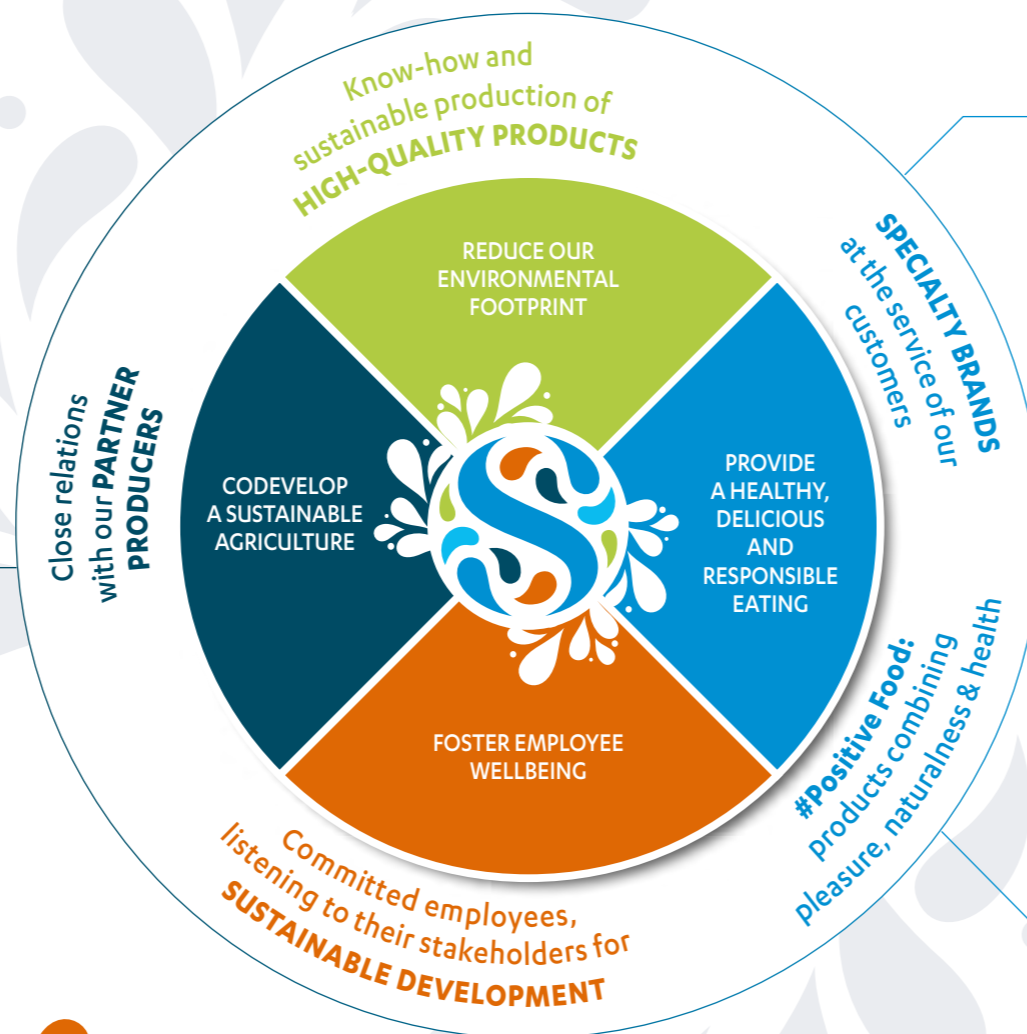 Know-how and
sustainable production of
HIGH-QUALITY PRODUCTS
REDUCE OUR
ENVIRONMENTAL
FOOTPRINT
SPECIALTY BRANDS
at the service of our
customers
Close relations
with our PARTNER
PRODUCERS
CODEVELOP
A SUSTAINABLE
AGRICULTURE
PROVIDE
A HEALTHY,
DELICIOUS
AND
RESPONSIBLE
EATING
#Positive Food:
products combining
pleasure, naturalness & health
FOSTER EMPLOYEE
WELLBEING
Committed employees,
listening to their stakeholders for
SUSTAINABLE DEVELOPMENT